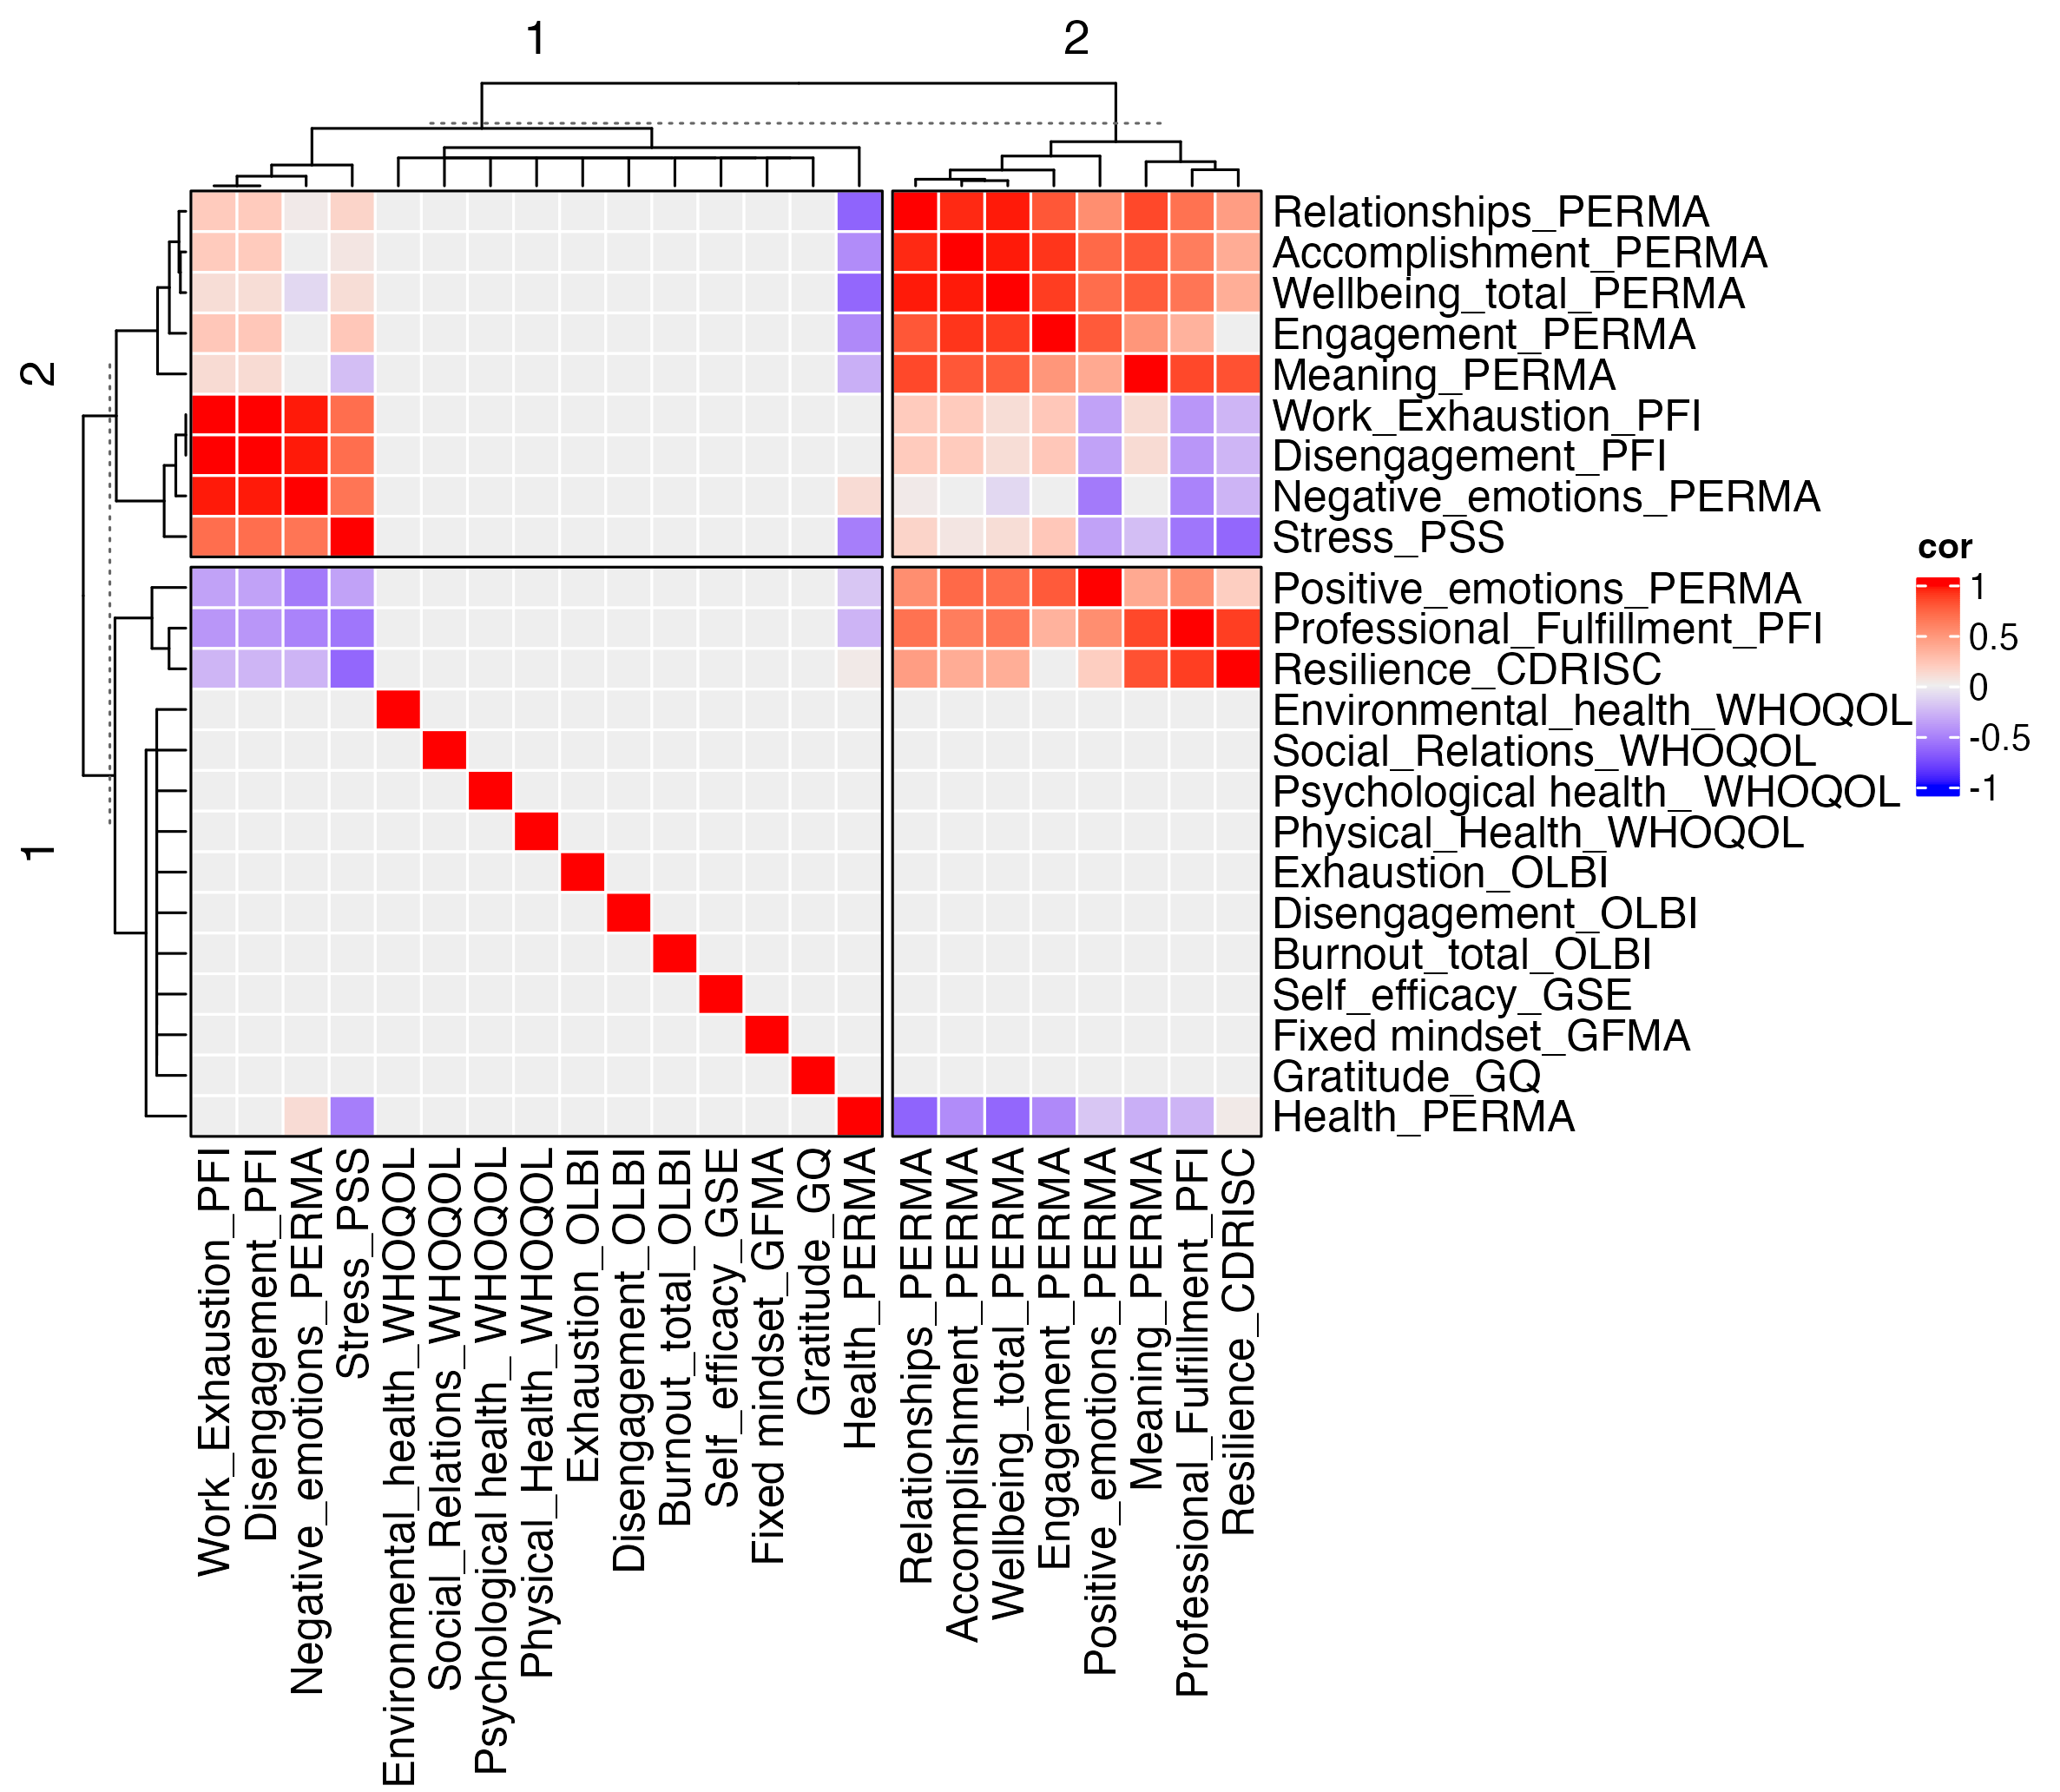 1
2
2
1
Relationships_PERMA
Accomplishment_PERMA
Wellbeing_total_PERMA
Engagement_PERMA
Meaning_PERMA
Work_Exhaustion_PFI
Disengagement_PFI
Negative_emotions_PERMA
Stress_PSS
Positive_emotions_PERMA
Professional_Fulfillment_PFI
Resilience_CDRISC
Environmental_health_WHOQOL
Social_Relations_WHOQOL
Psychological health_ WHOQOL
Physical_Health_WHOQOL
Exhaustion_OLBI
Disengagement_OLBI
Burnout_total_OLBI
Self_efficacy_GSE
Fixed mindset_GFMA
Gratitude_GQ
Health_PERMA
cor
1
0.5
0
-0.5
-1
Work_Exhaustion_PFI
Disengagement_PFI
Negative_emotions_PERMA
Stress_PSS
Environmental_health_WHOQOL
Social_Relations_WHOQOL
Psychological health_ WHOQOL
Physical_Health_WHOQOL
Exhaustion_OLBI
Disengagement_OLBI
Burnout_total_OLBI
Self_efficacy_GSE
Fixed mindset_GFMA
Gratitude_GQ
Health_PERMA
Relationships_PERMA
Accomplishment_PERMA
Wellbeing_total_PERMA
Engagement_PERMA
Positive_emotions_PERMA
Meaning_PERMA
Professional_Fulfillment_PFI
Resilience_CDRISC